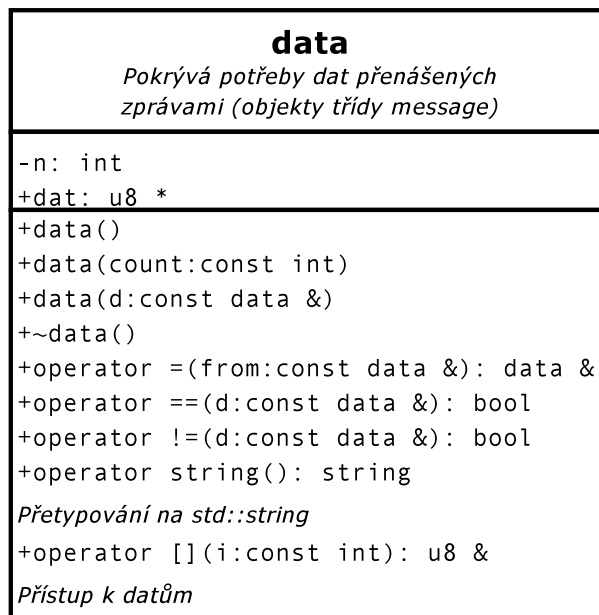 data
Pokrývá potřeby dat přenášených
zprávami (objekty třídy message)
-n: int
+dat: u8 *
+data()
+data(count:const int)
+data(d:const data &)
+~data()
+operator =(from:const data &): data &
+operator ==(d:const data &): bool
+operator !=(d:const data &): bool
+operator string(): string
Přetypování na std::string
+operator [](i:const int): u8 &
Přístup k datům